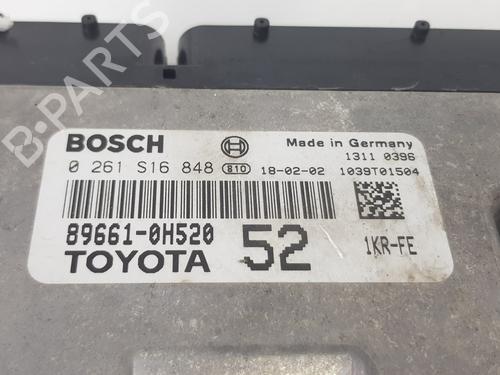 BOSCH
Made in Germany
1311 0396
0 261 S16 848 810 18-02-02 1039T01504
89661-0H520 52 1KR-FE
TOYOTA
B-PARTS